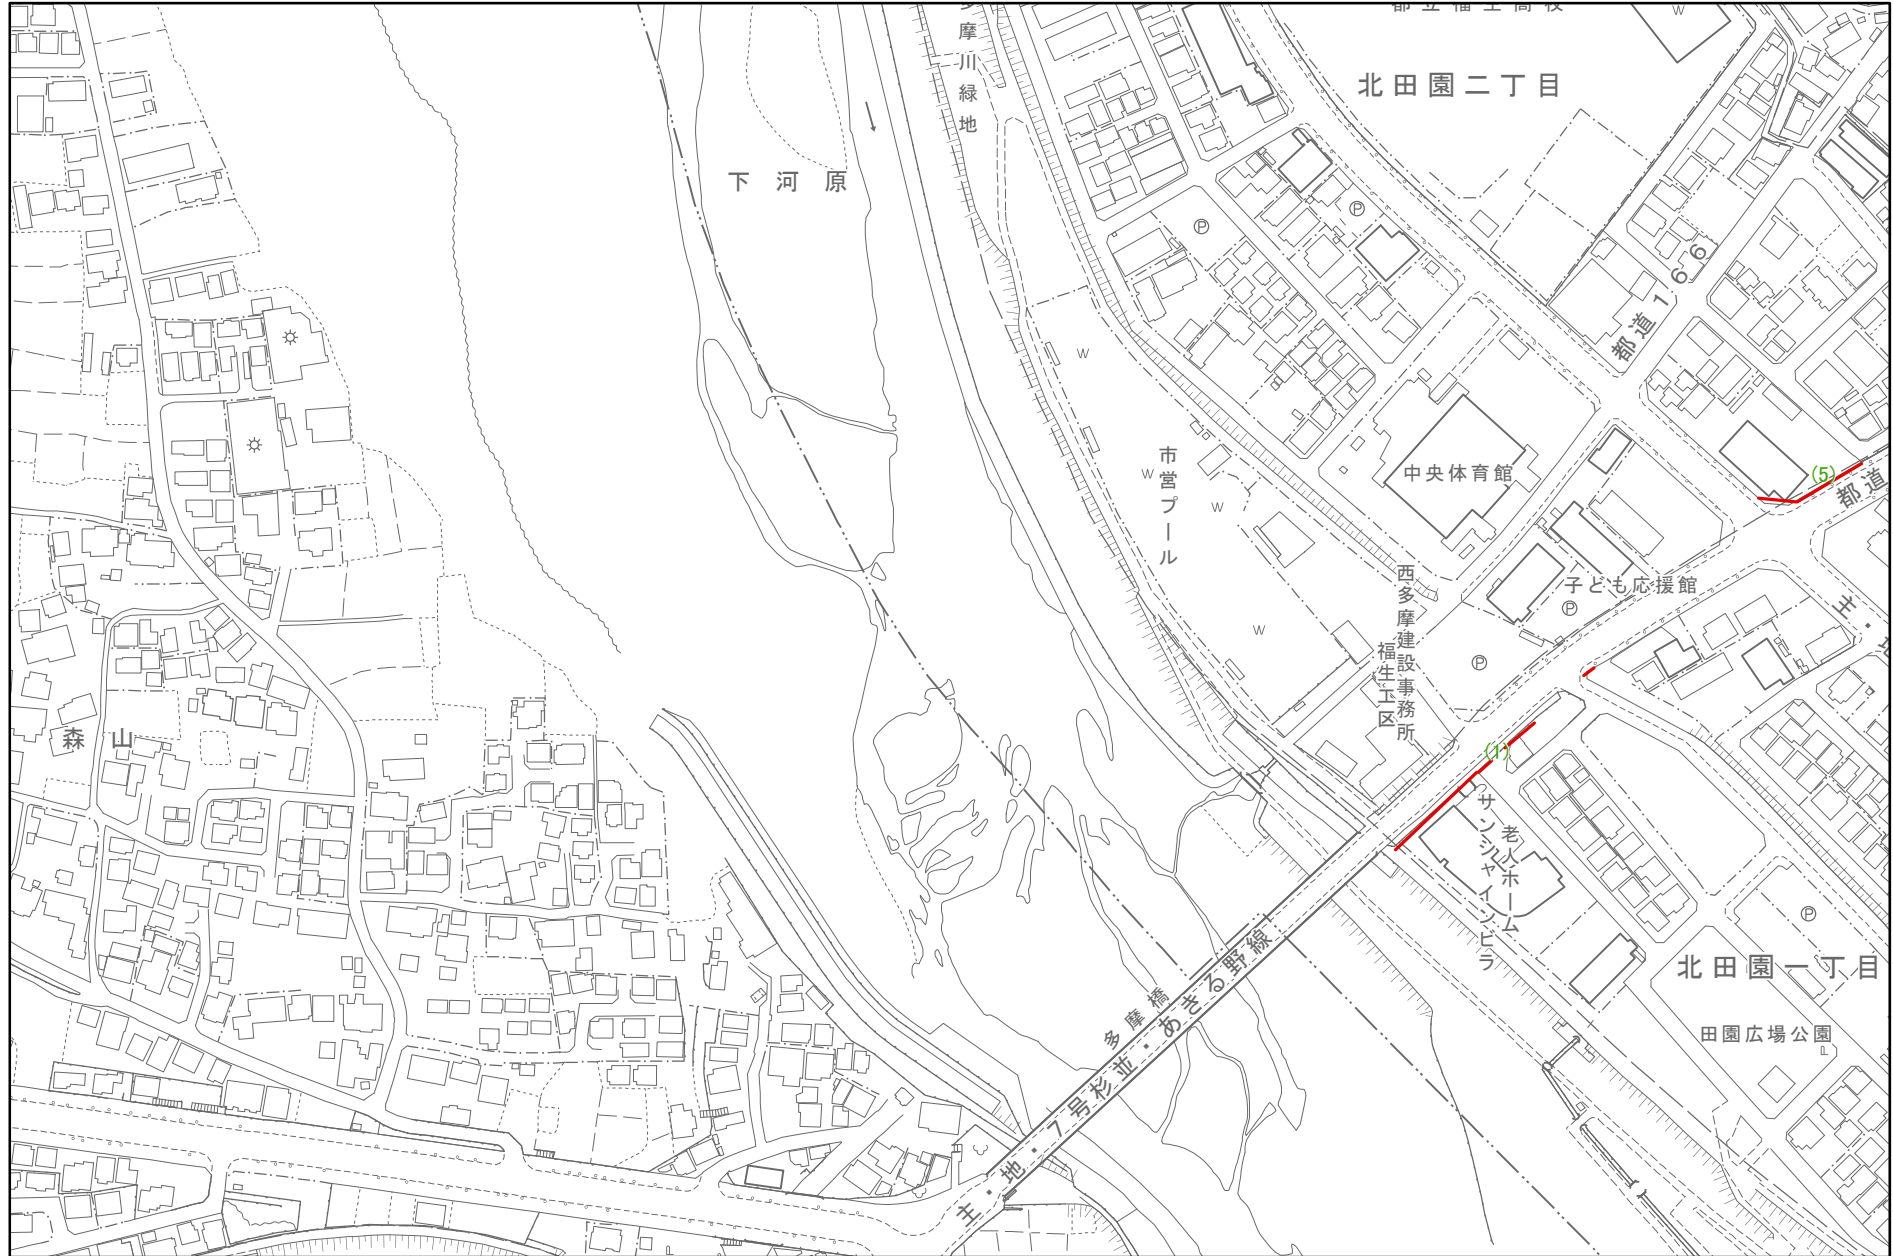 都立福生高校
多摩川緑地
北田園二丁目
下河原
都道166
市営プール
中央体育館
(5)
都道
西多摩建設事務所
福生工区
子ども応援館
主・地
森山
(1)
老人ホーム
サンシャインビラ
北田園一丁目
田園広場公園
多摩橋
主・地・7号杉並・あきる野線
P
P
P
P
P
W
W
W
W
W